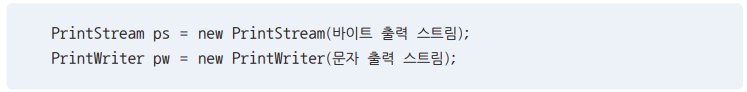 PrintStream ps = new PrintStream(바이트 출력 스트림);
PrintWriter pw = new PrintWriter(문자 출력 스트림);